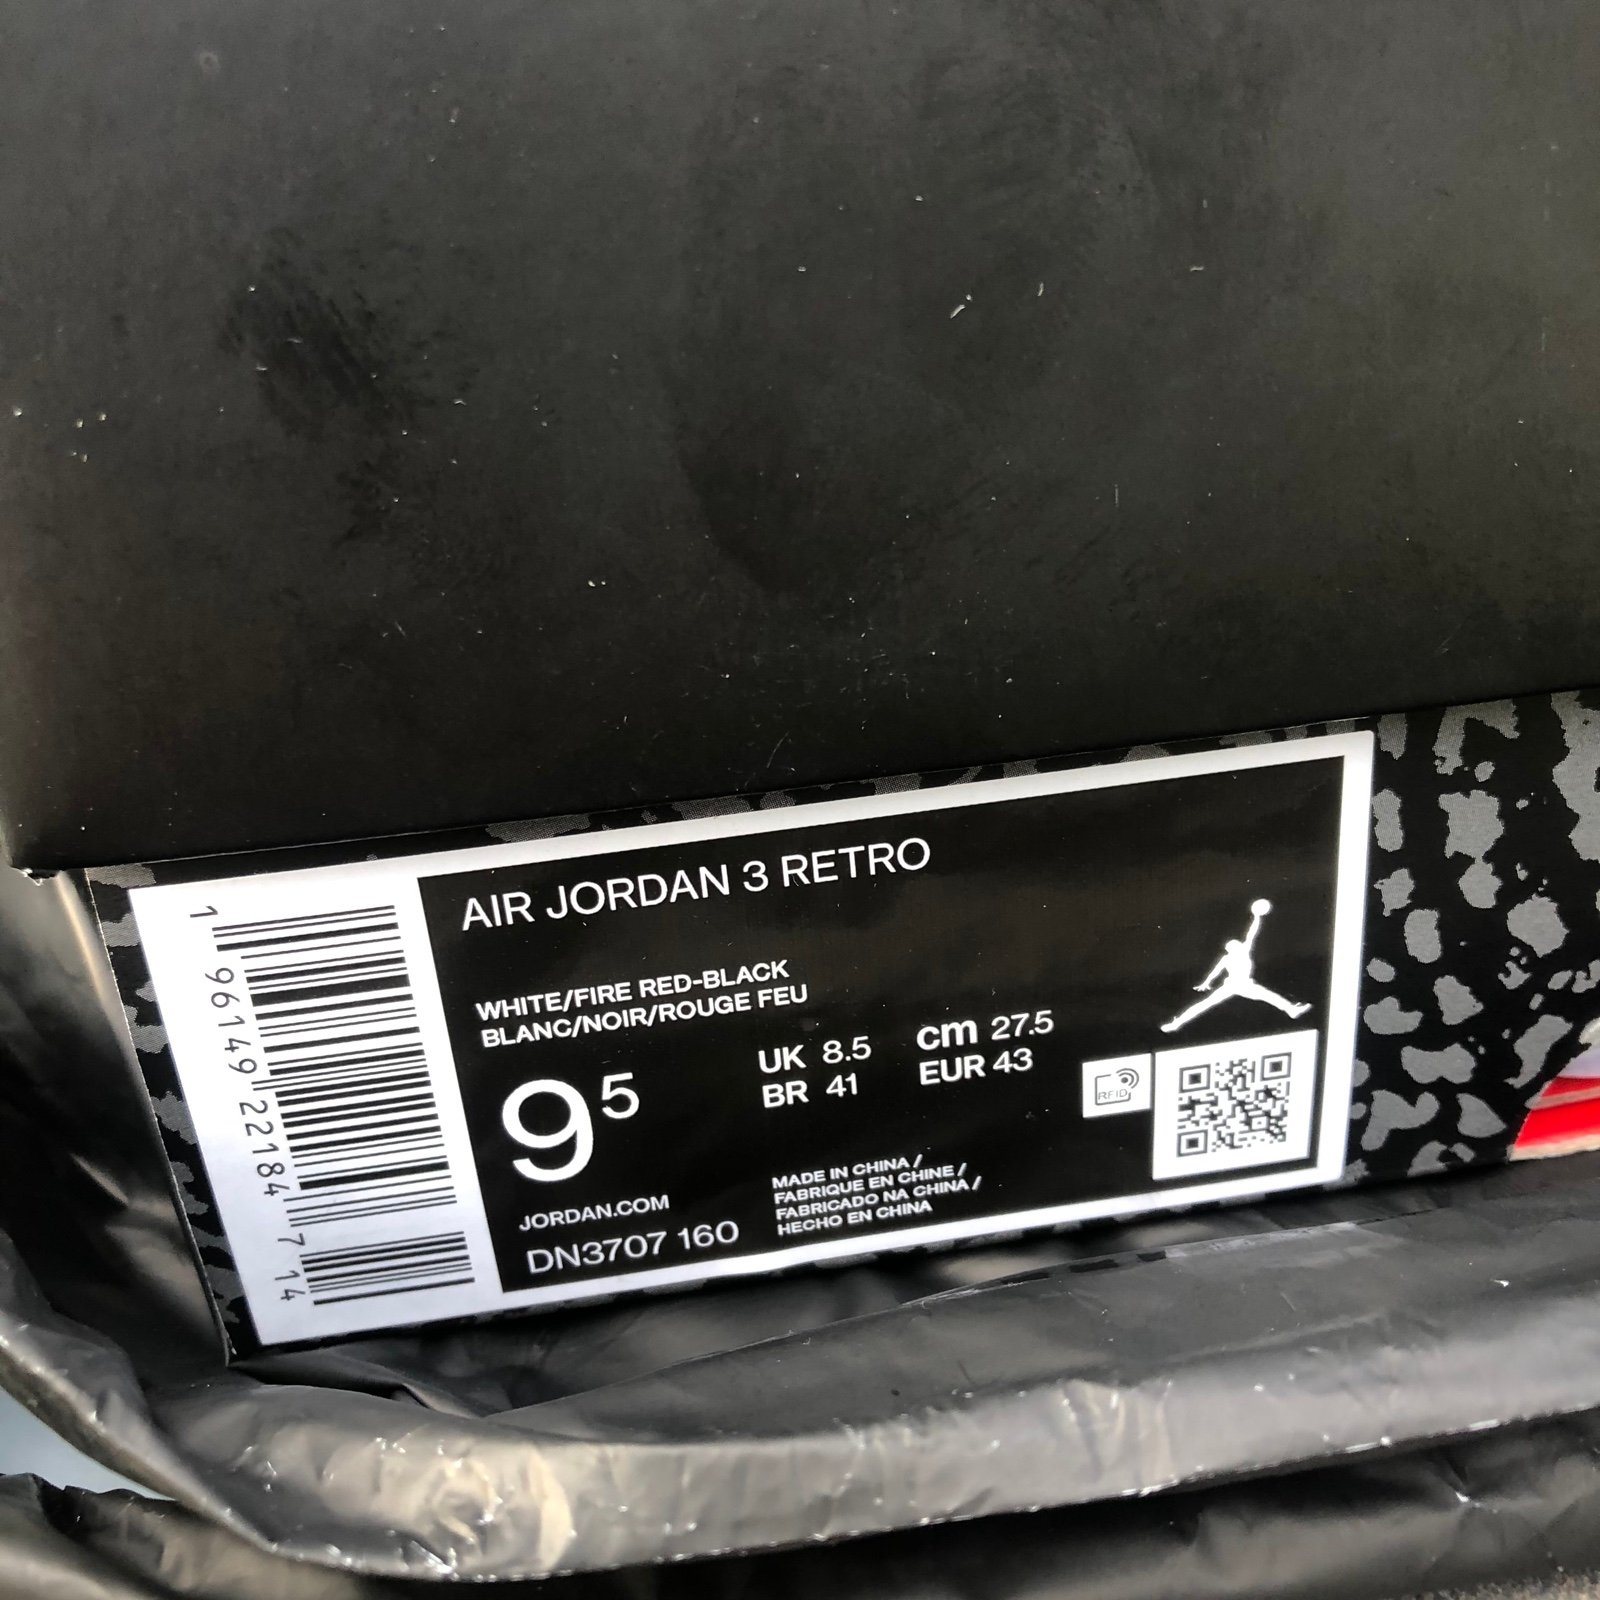 AIR JORDAN 3 RETRO
WHITE/FIRE RED-BLACK
BLANC/NOIR/ROUGE FEU
9 5
UK 8.5
BR 41
cm 27.5
EUR 43
RFID
JORDAN.COM
DN3707 160
MADE IN CHINA /
FABRIQUE EN CHINE /
FABRICADO NA CHINA /
HECHO EN CHINA
1 96149 22184 7 14